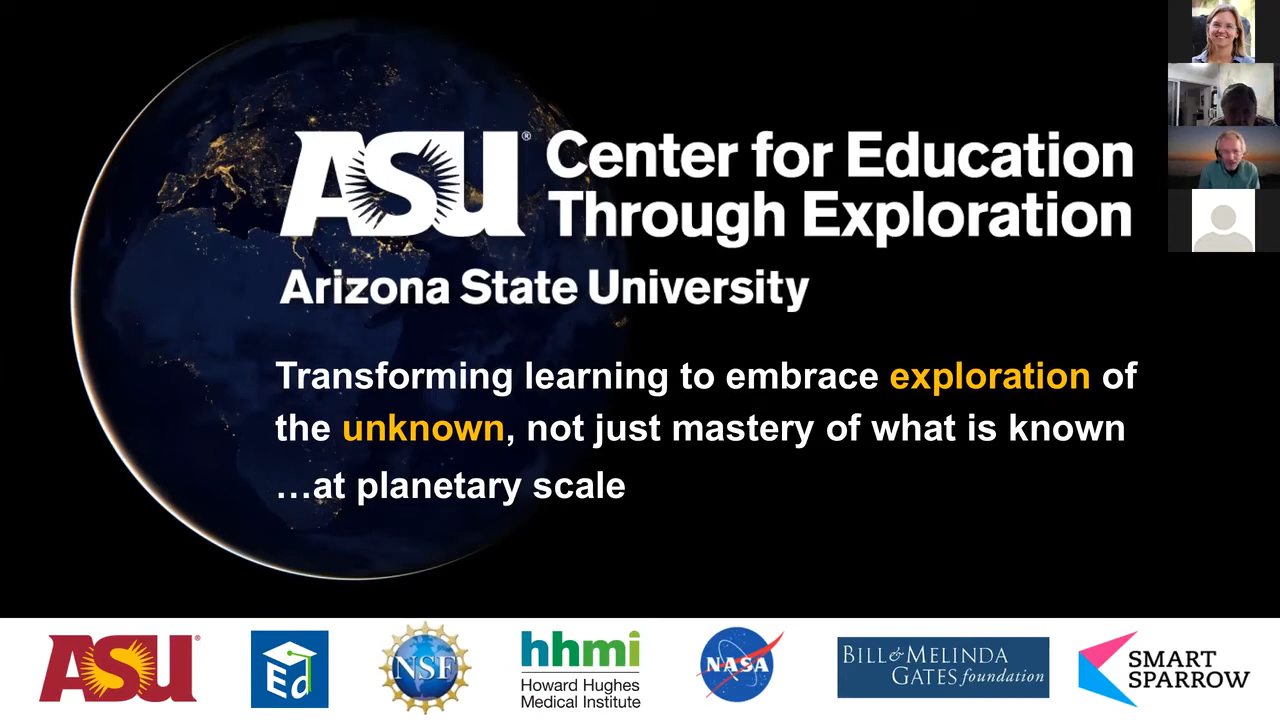 ASU® Center for Education
Through Exploration
Arizona State University
Transforming learning to embrace exploration of
the unknown, not just mastery of what is known
…at planetary scale
ASU®
Ed
NSF
hhmi
Howard Hughes
Medical Institute
NASA
BILL & MELINDA
GATES foundation
SMART
SPARROW